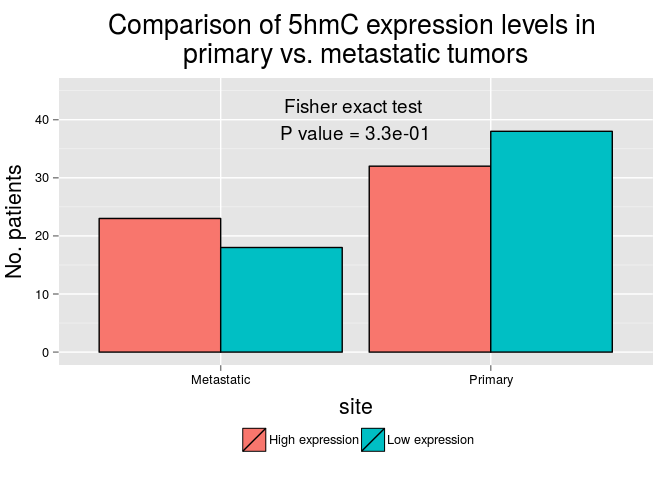 Comparison of 5hmC expression levels in
primary vs. metastatic tumors
Fisher exact test
P value = 3.3e-01
No. patients
40
30
20
10
0
Metastatic Primary
site
High expression Low expression